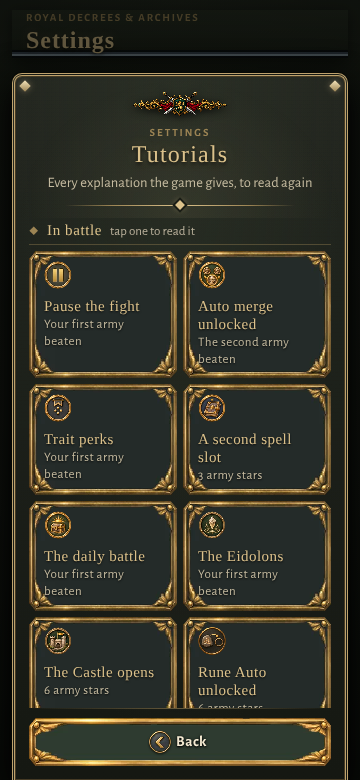 ROYAL DECREES & ARCHIVES
Settings
SETTINGS
Tutorials
Every explanation the game gives, to read again
In battle tap one to read it
Pause the fight
Your first army
beaten
Auto merge
unlocked
The second army
beaten
Trait perks
Your first army
beaten
A second spell
slot
3 army stars
The daily battle
Your first army
beaten
The Eidolons
Your first army
beaten
The Castle opens
6 army stars
Rune Auto
unlocked
6 army stars
Back